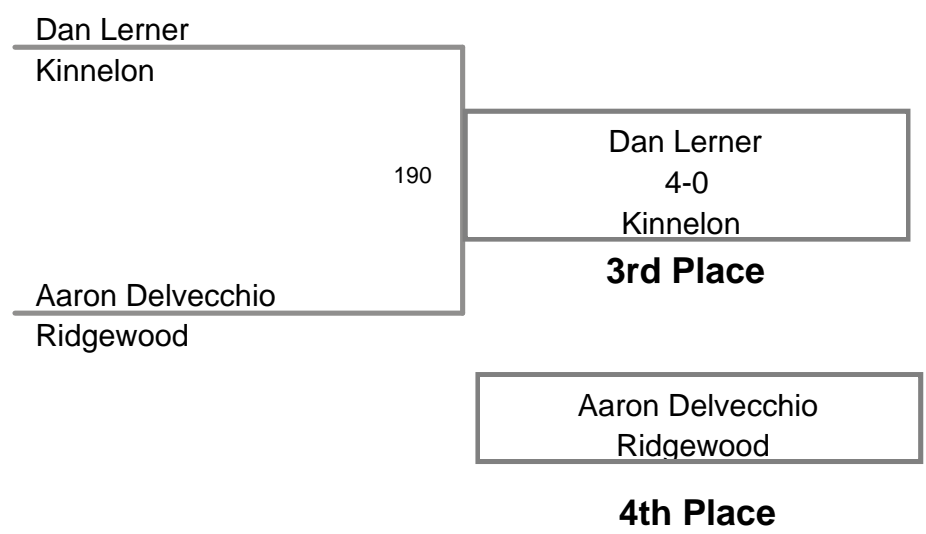 Dan Lerner
Kinnelon
190
Dan Lerner
4-0
Kinnelon
3rd Place
Aaron Delvecchio
Ridgewood
Aaron Delvecchio
Ridgewood
4th Place